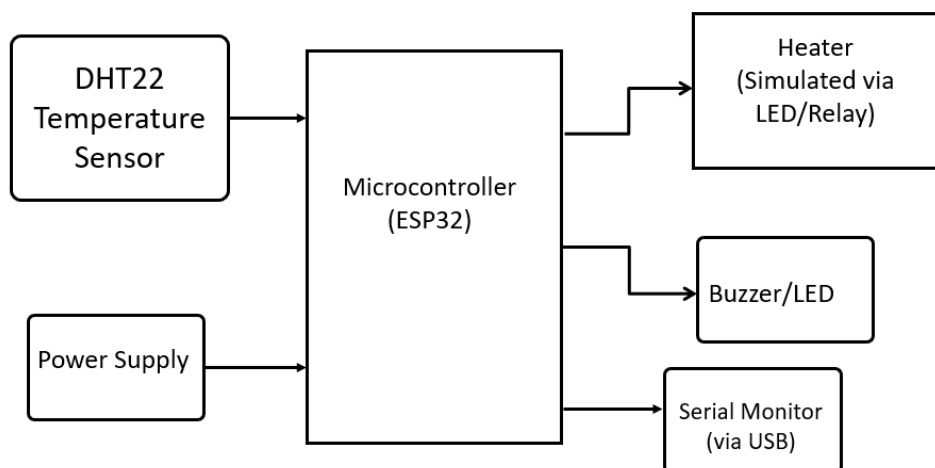 DHT22
Temperature
Sensor
Power Supply
Microcontroller
(ESP32)
Heater
(Simulated via
LED/Relay)
Buzzer/LED
Serial Monitor
(via USB)